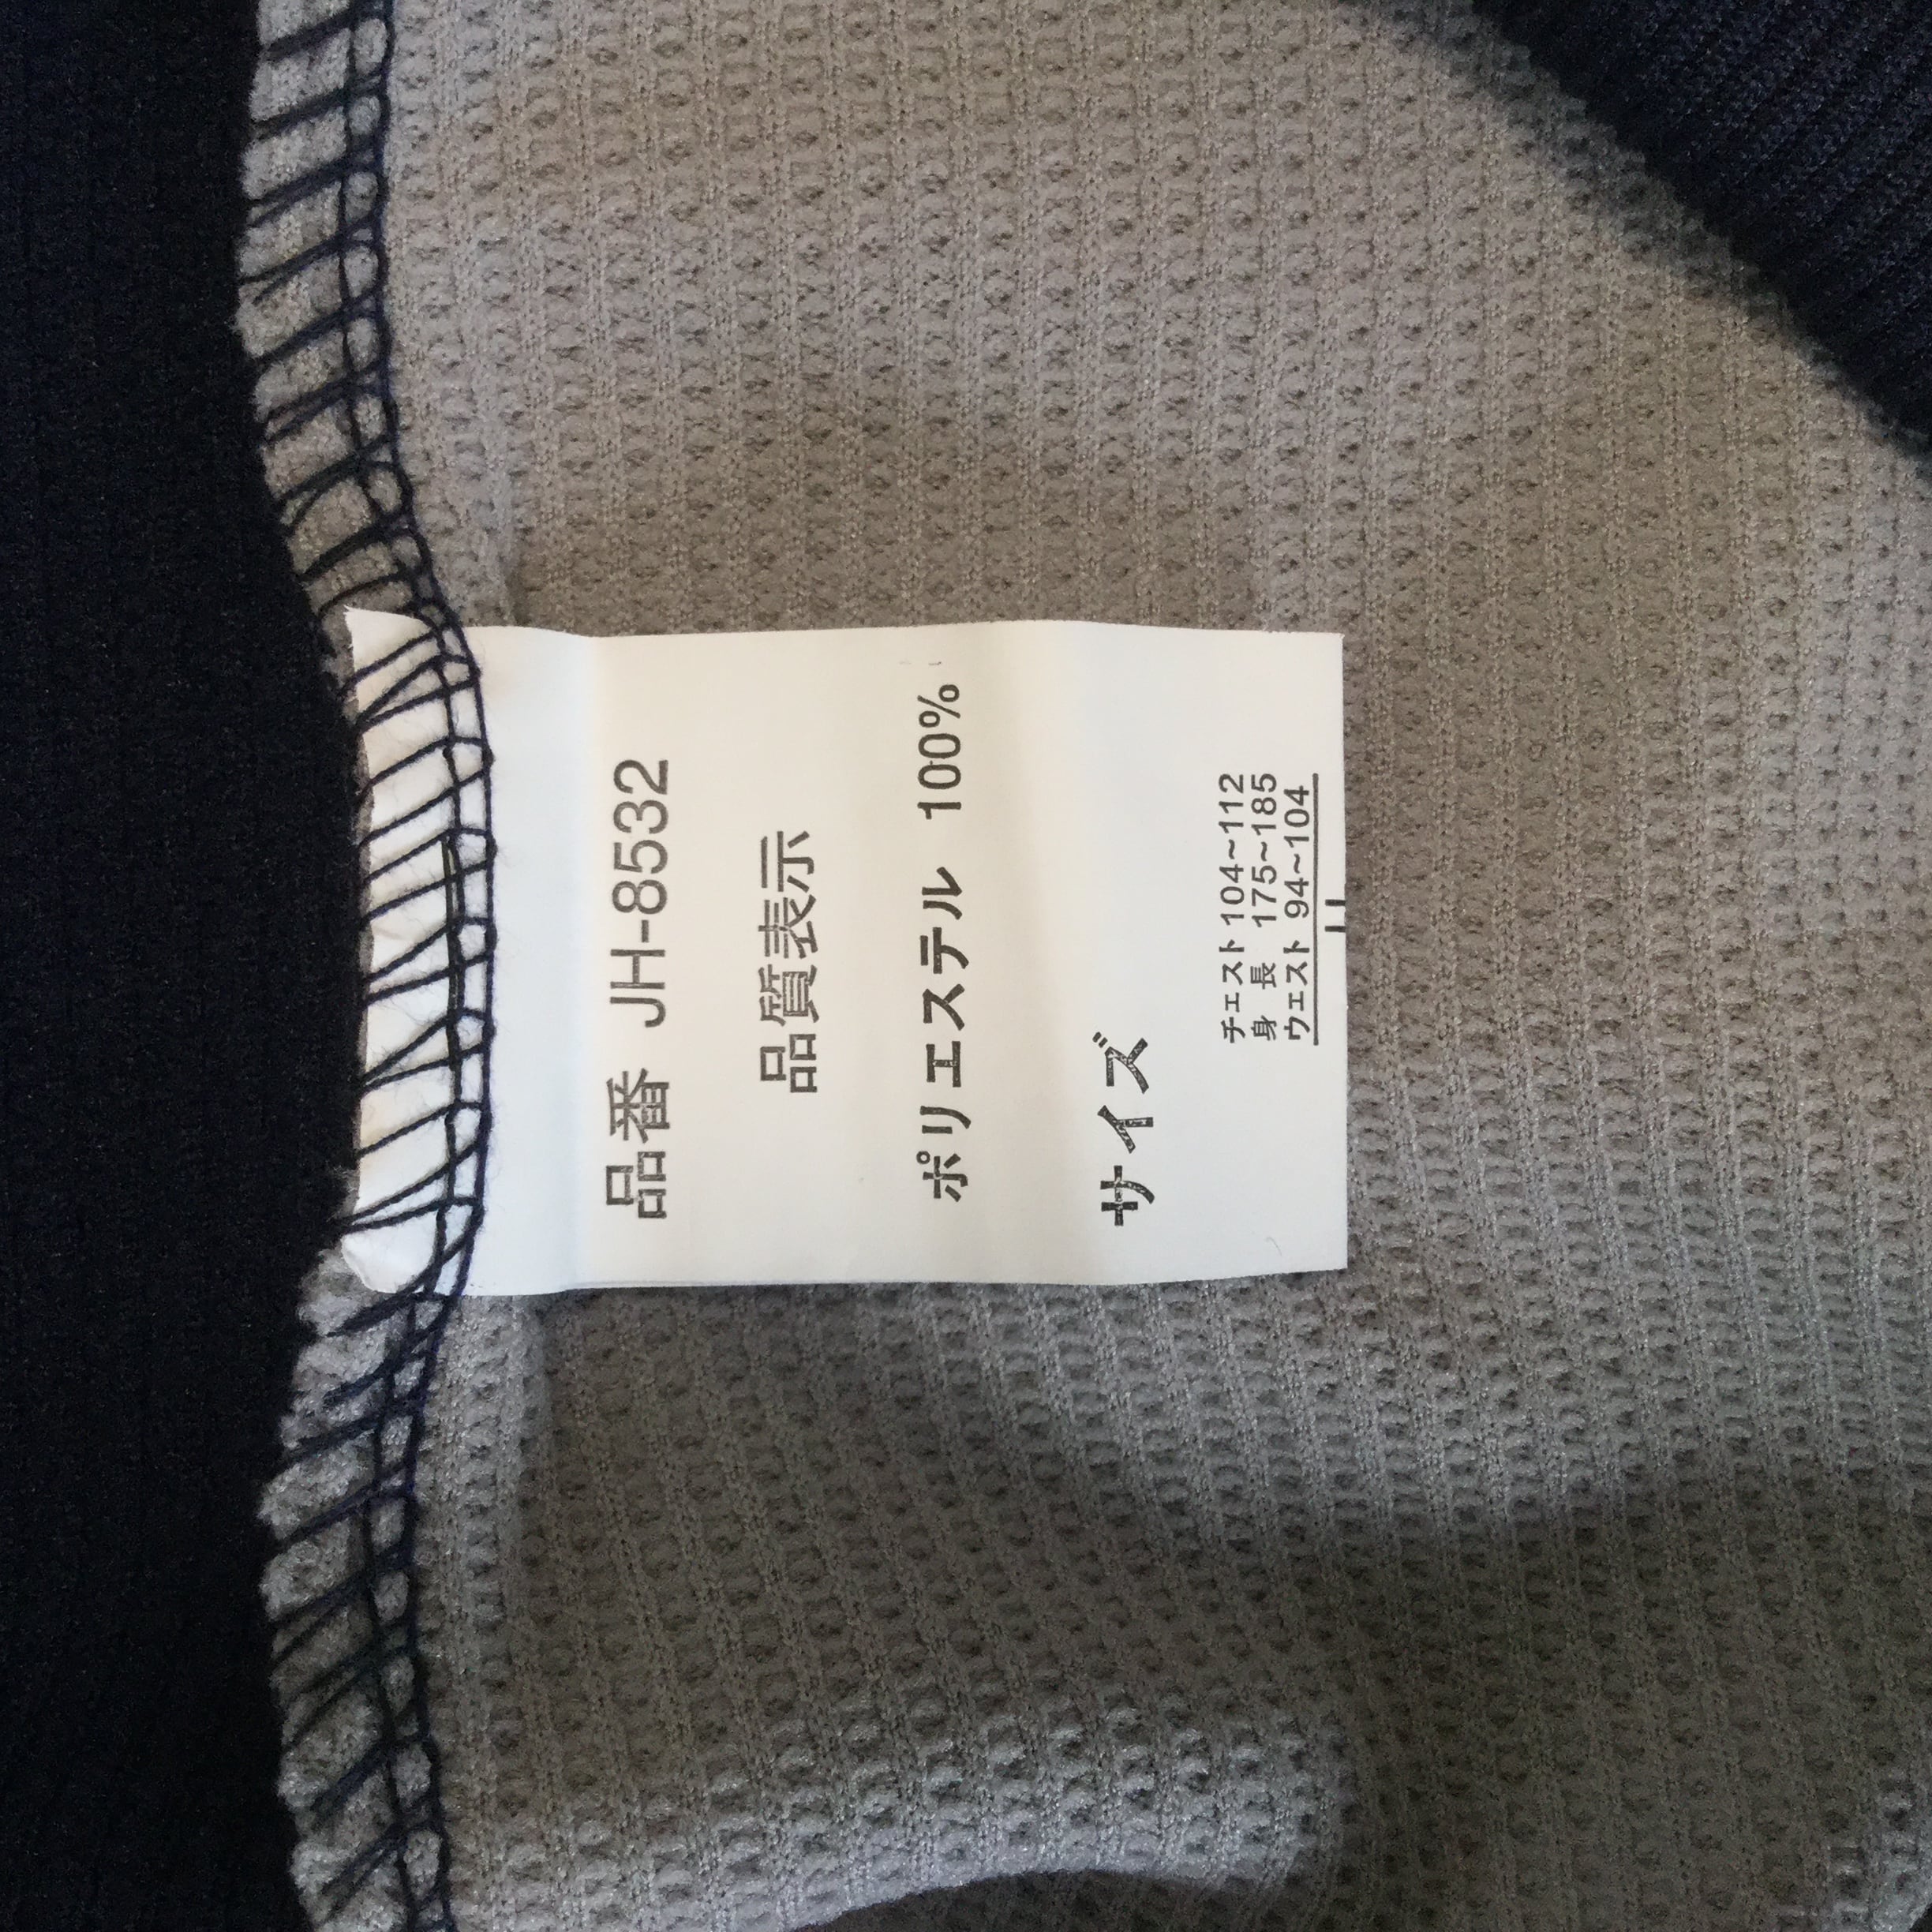 品番 JH-8532
品質表示
ポリエステル 100%
サイズ
チェスト 104~112
身 長 175~185
ウェスト 94~104